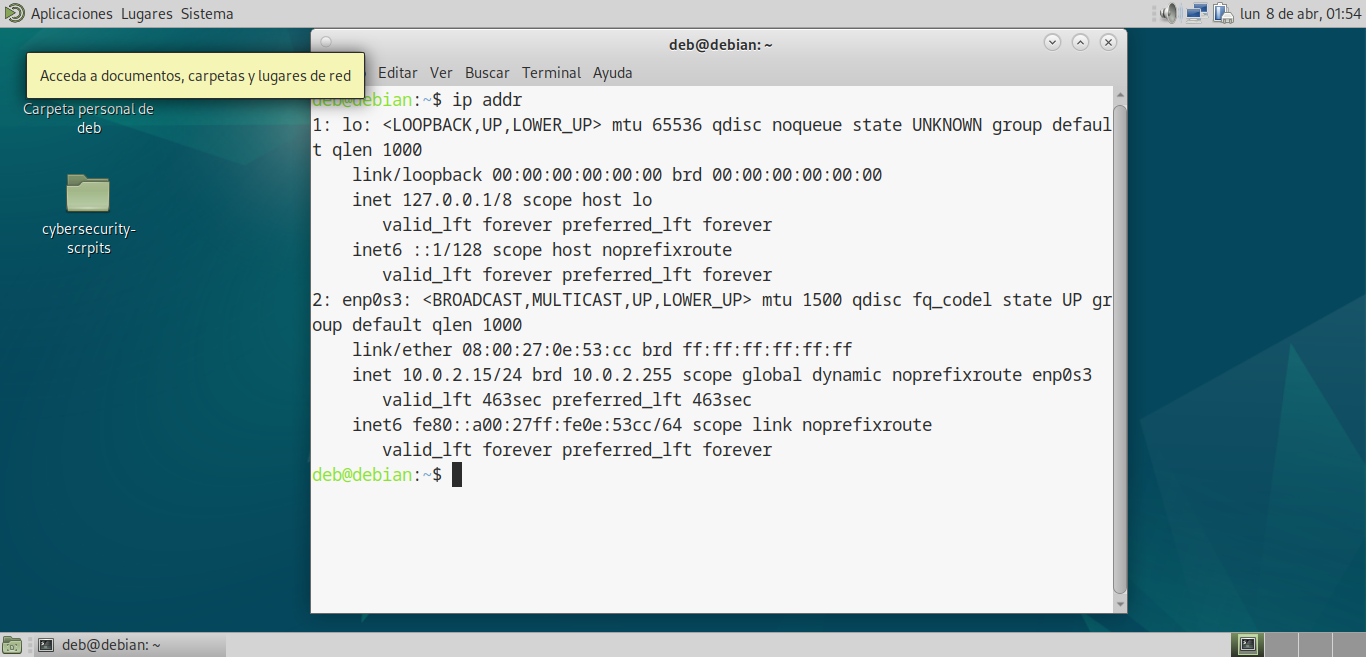 Aplicaciones Lugares Sistema
lun 8 de abr, 01:54
deb@debian: ~
Acceda a documentos, carpetas y lugares de red
Editar Ver Buscar Terminal Ayuda
Carpeta personal de
deb
cybersecurity-
scrpits
deb@debian:~$ ip addr
1: lo: <LOOPBACK,UP,LOWER_UP> mtu 65536 qdisc noqueue state UNKNOWN group defaul
t qlen 1000
    link/loopback 00:00:00:00:00:00 brd 00:00:00:00:00:00
    inet 127.0.0.1/8 scope host lo
       valid_lft forever preferred_lft forever
    inet6 ::1/128 scope host noprefixroute
       valid_lft forever preferred_lft forever
2: enp0s3: <BROADCAST,MULTICAST,UP,LOWER_UP> mtu 1500 qdisc fq_codel state UP gr
oup default qlen 1000
    link/ether 08:00:27:0e:53:cc brd ff:ff:ff:ff:ff:ff
    inet 10.0.2.15/24 brd 10.0.2.255 scope global dynamic noprefixroute enp0s3
       valid_lft 463sec preferred_lft 463sec
    inet6 fe80::a00:27ff:fe0e:53cc/64 scope link noprefixroute
       valid_lft forever preferred_lft forever
deb@debian:~$
deb@debian: ~